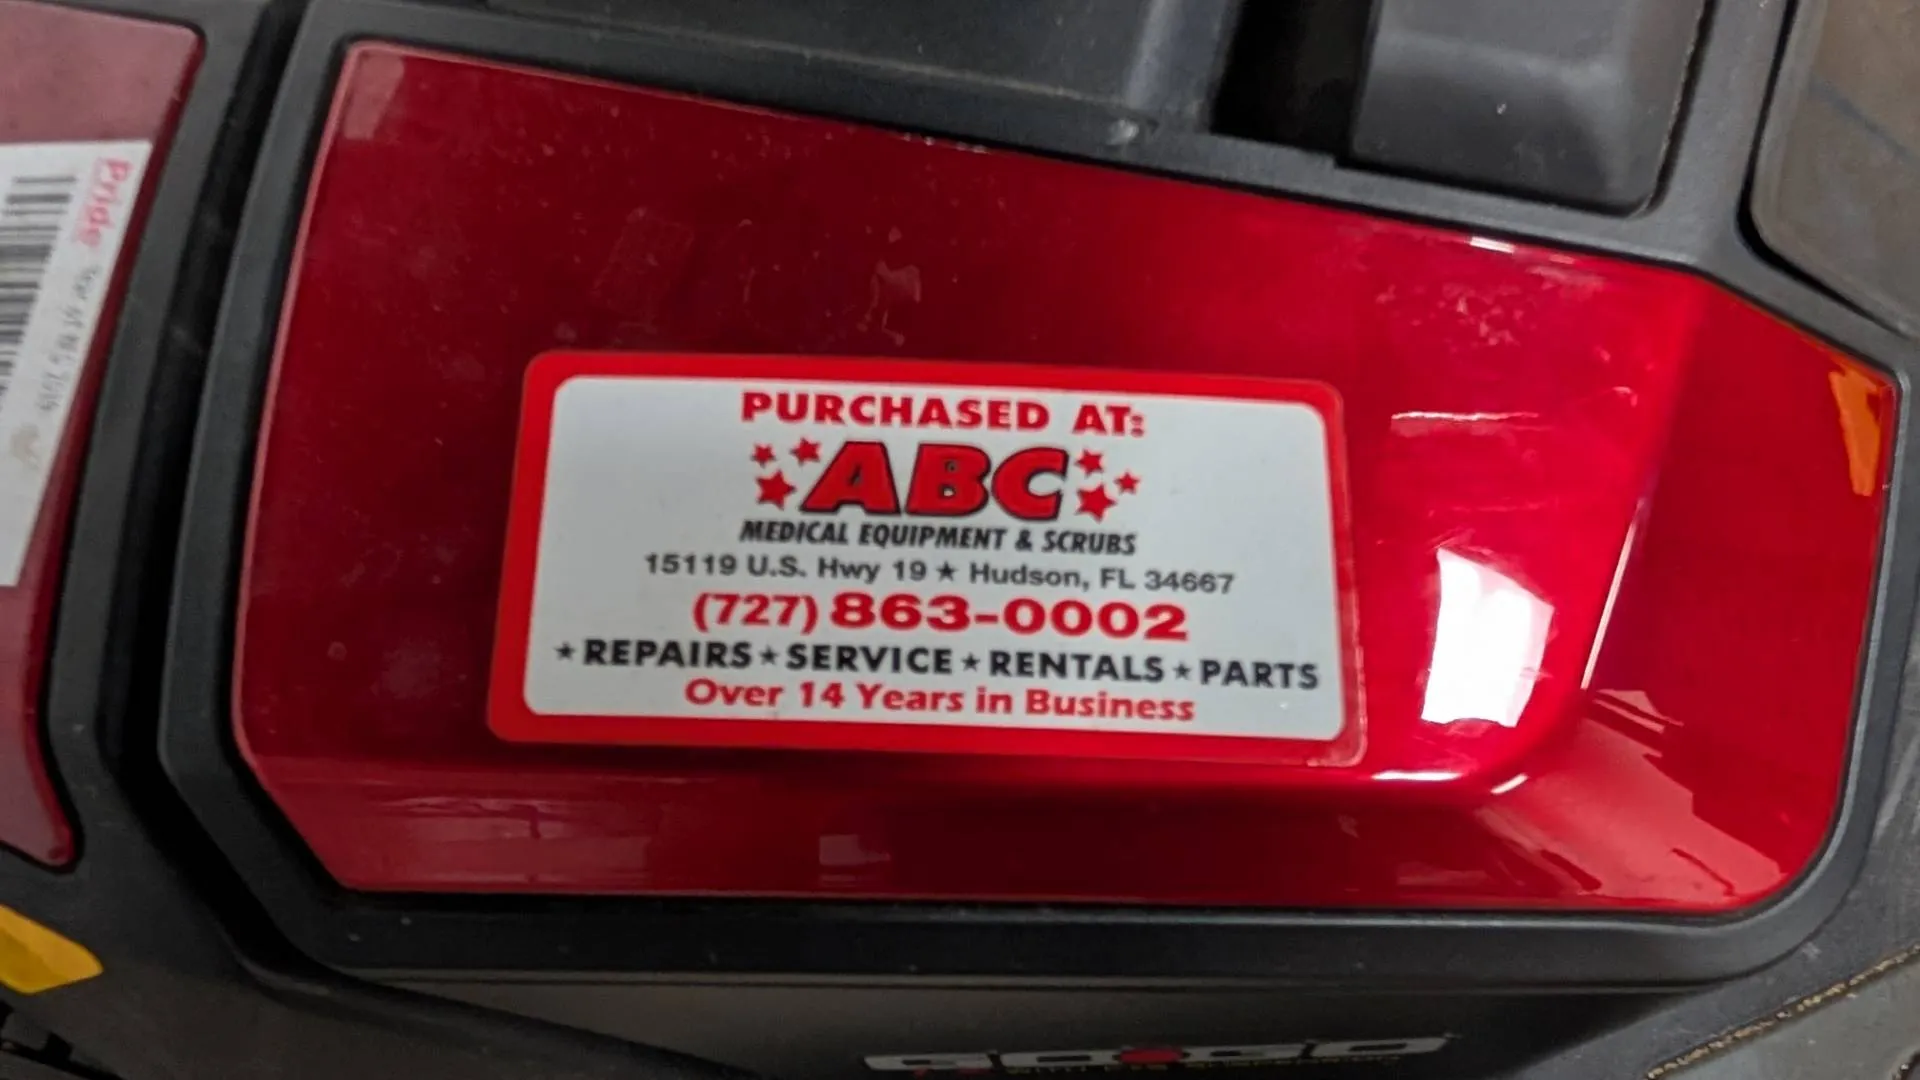 Pride
PURCHASED AT:
ABC
MEDICAL EQUIPMENT & SCRUBS
15119 U.S. Hwy 19 ★ Hudson, FL 34667
(727) 863-0002
★ REPAIRS ★ SERVICE ★ RENTALS ★ PARTS
Over 14 Years in Business